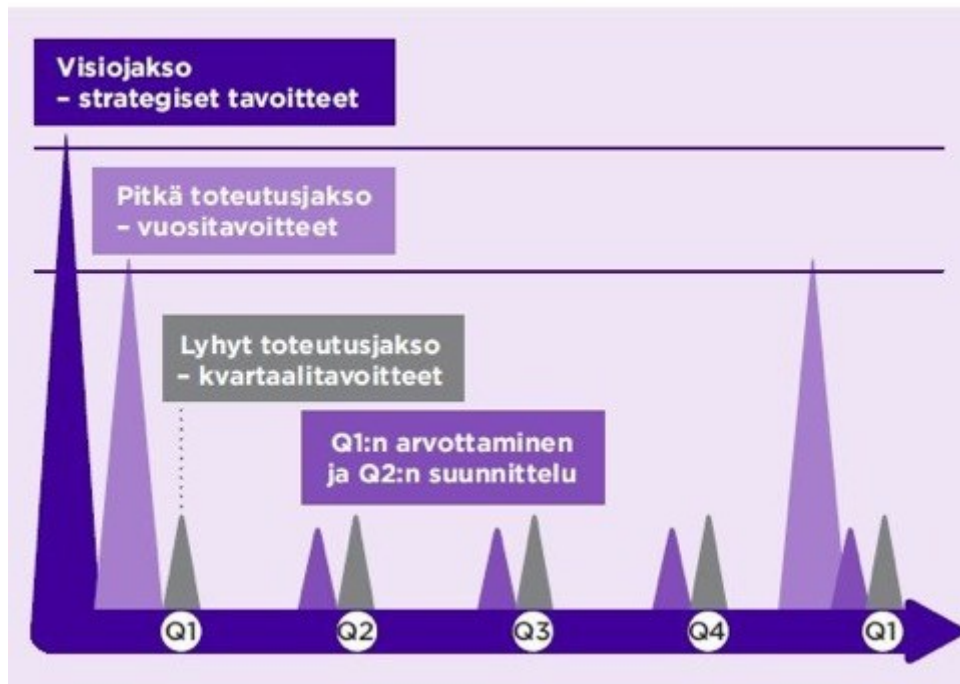 Visiojakso
– strategiset tavoitteet
Pitkä toteutusjakso
– vuositavoitteet
Lyhyt toteutusjakso
– kvartaalitavoitteet
Q1:n arvottaminen
ja Q2:n suunnittelu
Q1
Q2
Q3
Q4
Q1